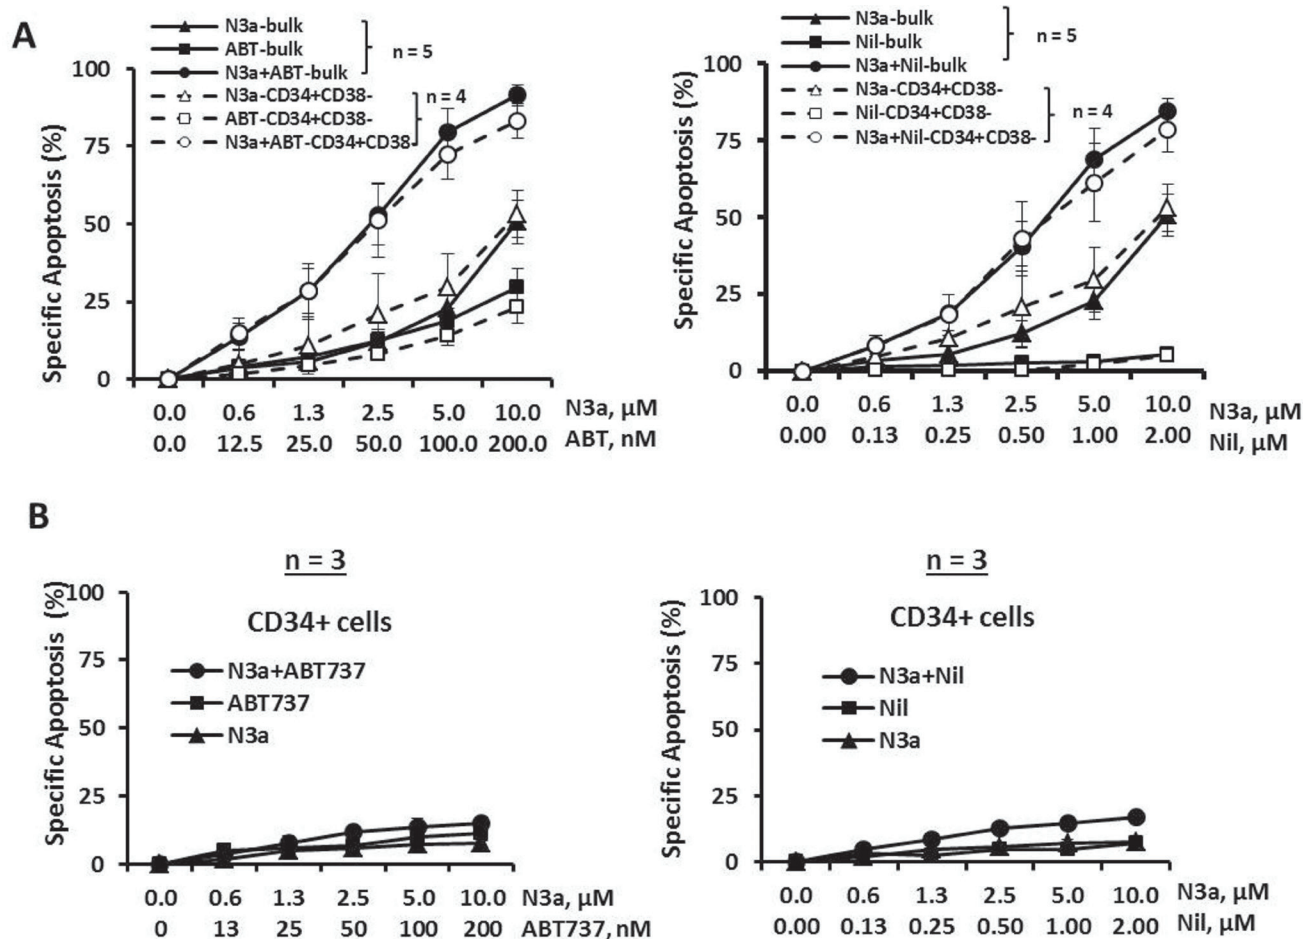 A
N3a-bulk
ABT-bulk
N3a+ABT-bulk
n = 5
N3a-CD34+CD38-
ABT-CD34+CD38-
N3a+ABT-CD34+CD38
n = 4
Specific Apoptosis (%)
100
75
50
25
0
0.0 0.6 1.3 2.5 5.0 10.0 N3a, µM
0.0 12.5 25.0 50.0 100.0 200.0 ABT, nM
N3a-bulk
Nil-bulk
N3a+Nil-bulk
n = 5
N3a-CD34+CD38-
Nil-CD34+CD38-
N3a+Nil-CD34+CD38-
n = 4
Specific Apoptosis (%)
100
75
50
25
0
0.0 0.6 1.3 2.5 5.0 10.0 N3a, µM
0.00 0.13 0.25 0.50 1.00 2.00 Nil, µM
B
n = 3
CD34+ cells
N3a+ABT737
ABT737
N3a
Specific Apoptosis (%)
100
75
50
25
0
0.0 0.6 1.3 2.5 5.0 10.0 N3a, µM
0 13 25 50 100 200 ABT737, nM
n = 3
CD34+ cells
N3a+Nil
Nil
N3a
Specific Apoptosis (%)
100
75
50
25
0
0.0 0.6 1.3 2.5 5.0 10.0 N3a, µM
0.00 0.13 0.25 0.50 1.00 2.00 Nil, µM